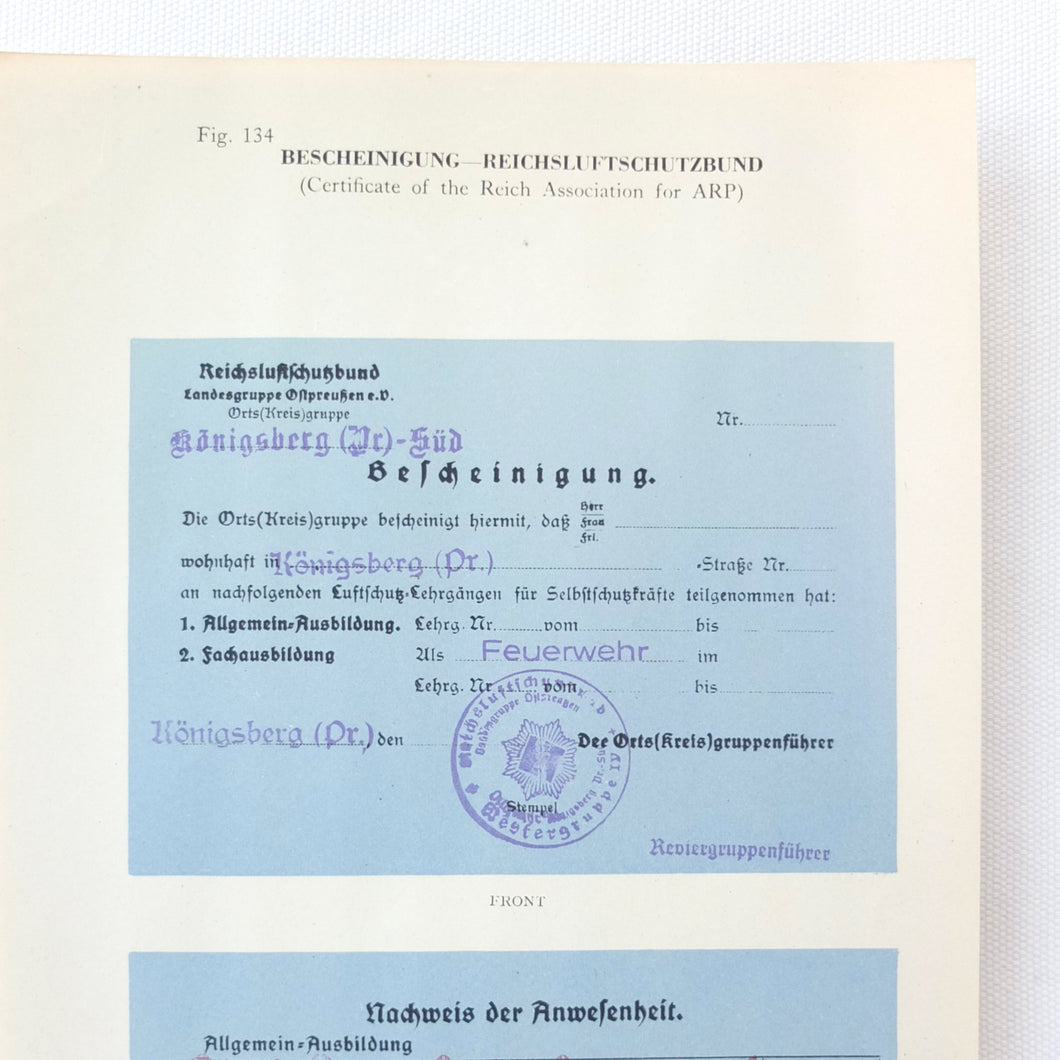 Fig. 134
BESCHEINIGUNG—REICHSLUFTSCHUTZBUND
(Certificate of the Reich Association for ARP)
Reichsluftschutzbund
Landesgruppe Ostpreußen e.V.
Orts(Kreis)gruppe
Nr.
Königsberg (Pr)-Süd
Bescheinigung.
Die Orts(Kreis)gruppe bescheinigt hiermit, daß Herr Frau Frl.
wohnhaft in Königsberg (Pr.) -Straße Nr.
an nachfolgenden Luftschutz-Lehrgängen für Selbstschutzkräfte teilgenommen hat:
1. Allgemein-Ausbildung. Lehrg. Nr. vom bis
2. Fachausbildung Als Feuerwehr im
Lehrg. Nr vom bis
Königsberg (Pr.), den Der Orts(Kreis)gruppenführer
Landesgruppe Ostpreußen
Stempel
Reviergruppenführer
FRONT
Nachweis der Anwesenheit.
Allgemein-Ausbildung